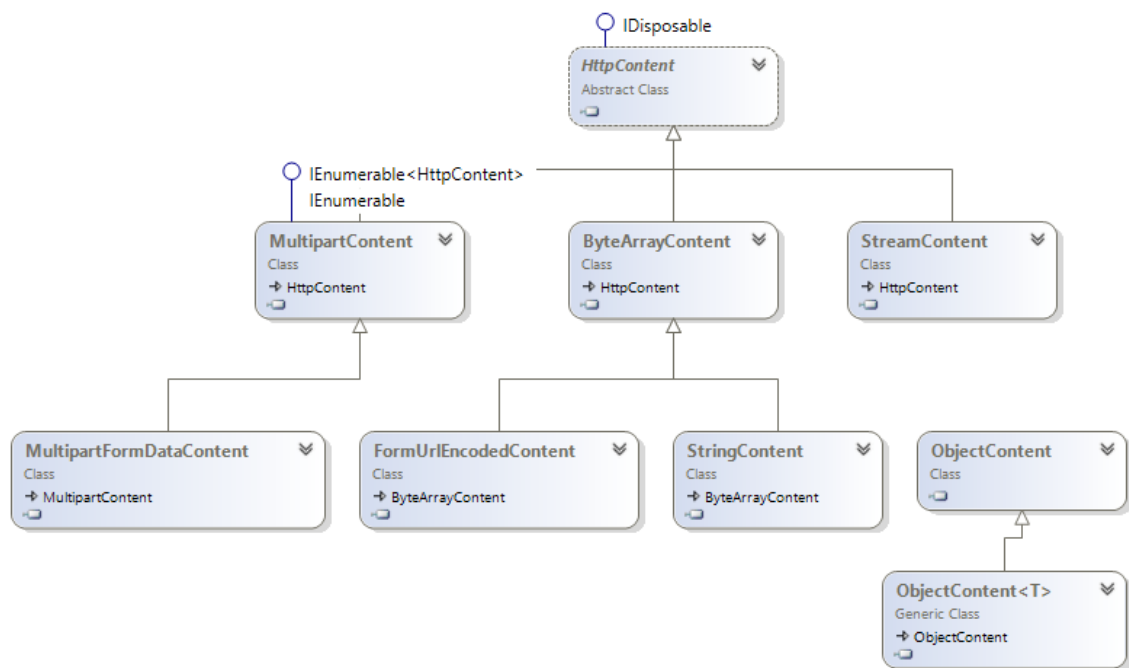 IDisposable
HttpContent
Abstract Class
IEnumerable<HttpContent>
IEnumerable
MultipartContent
Class
HttpContent
ByteArrayContent
Class
HttpContent
StreamContent
Class
HttpContent
MultipartFormDataContent
Class
MultipartContent
FormUrlEncodedContent
Class
ByteArrayContent
StringContent
Class
ByteArrayContent
ObjectContent
Class
ObjectContent<T>
Generic Class
ObjectContent